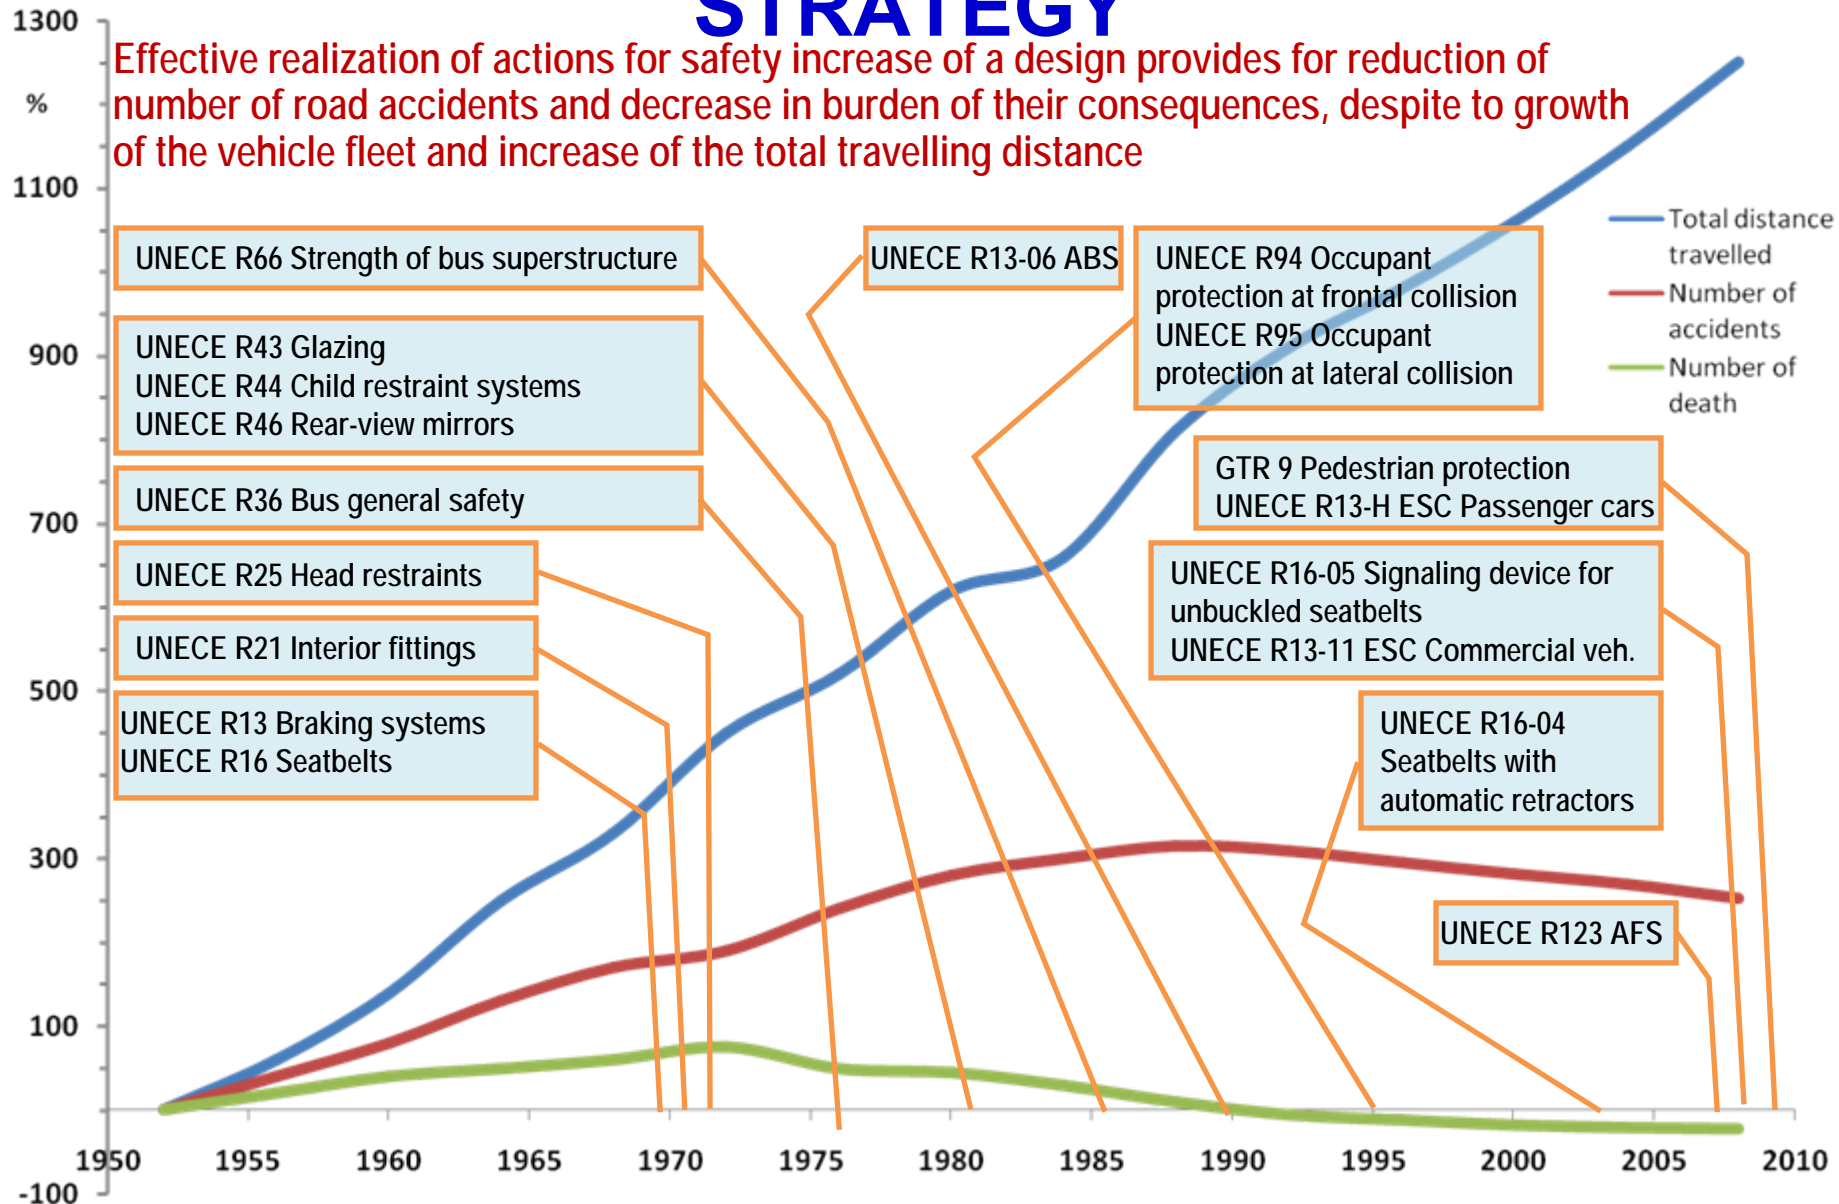 STRATEGY
Effective realization of actions for safety increase of a design provides for reduction of
number of road accidents and decrease in burden of their consequences, despite to growth
of the vehicle fleet and increase of the total travelling distance
1300
%
1100
900
700
500
300
100
-100
UNECE R66 Strength of bus superstructure
UNECE R43 Glazing
UNECE R44 Child restraint systems
UNECE R46 Rear-view mirrors
UNECE R36 Bus general safety
UNECE R25 Head restraints
UNECE R21 Interior fittings
UNECE R13 Braking systems
UNECE R16 Seatbelts
UNECE R13-06 ABS
UNECE R94 Occupant
protection at frontal collision
UNECE R95 Occupant
protection at lateral collision
Total distance
travelled
Number of
accidents
Number of
death
GTR 9 Pedestrian protection
UNECE R13-H ESC Passenger cars
UNECE R16-05 Signaling device for
unbuckled seatbelts
UNECE R13-11 ESC Commercial veh.
UNECE R16-04
Seatbelts with
automatic retractors
UNECE R123 AFS
1950 1955 1960 1965 1970 1975 1980 1985 1990 1995 2000 2005 2010